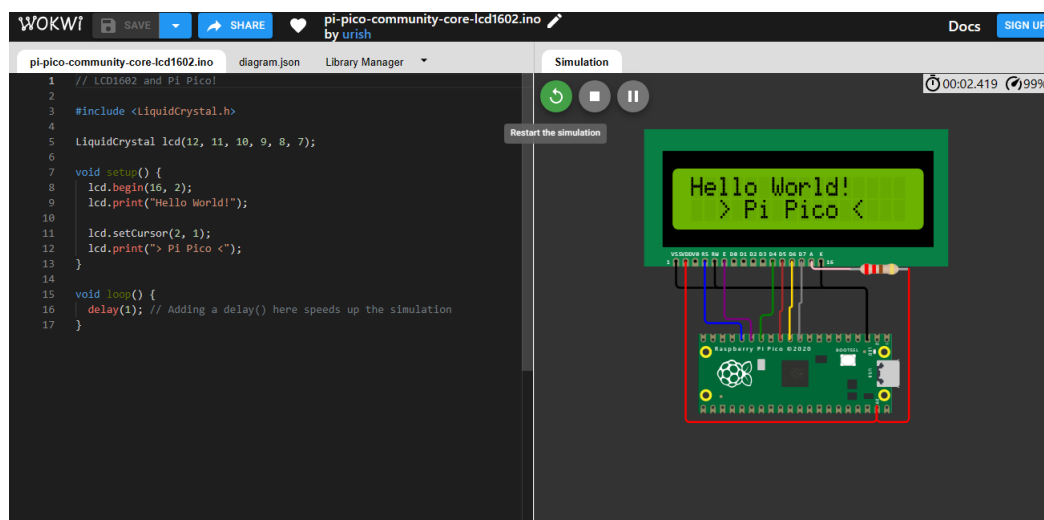 WOKWI SAVE SHARE pi-pico-community-core-lcd1602.ino
by urish
Docs SIGN UP
pi-pico-community-core-lcd1602.ino diagram.json Library Manager
Simulation
00:02.419 99%
Restart the simulation
1 // LCD1602 and Pi Pico!
2
3 #include <LiquidCrystal.h>
4
5 LiquidCrystal lcd(12, 11, 10, 9, 8, 7);
6
7 void setup() {
8 lcd.begin(16, 2);
9 lcd.print("Hello World!");
10
11 lcd.setCursor(2, 1);
12 lcd.print("> Pi Pico <");
13 }
14
15 void loop() {
16 delay(1); // Adding a delay() here speeds up the simulation
17 }
Hello World!
> Pi Pico <
VSS VDD V0 RS RW E D0 D1 D2 D3 D4 D5 D6 D7 A K
1 16
Raspberry Pi Pico ©2020
BOOTSEL
LED
USB